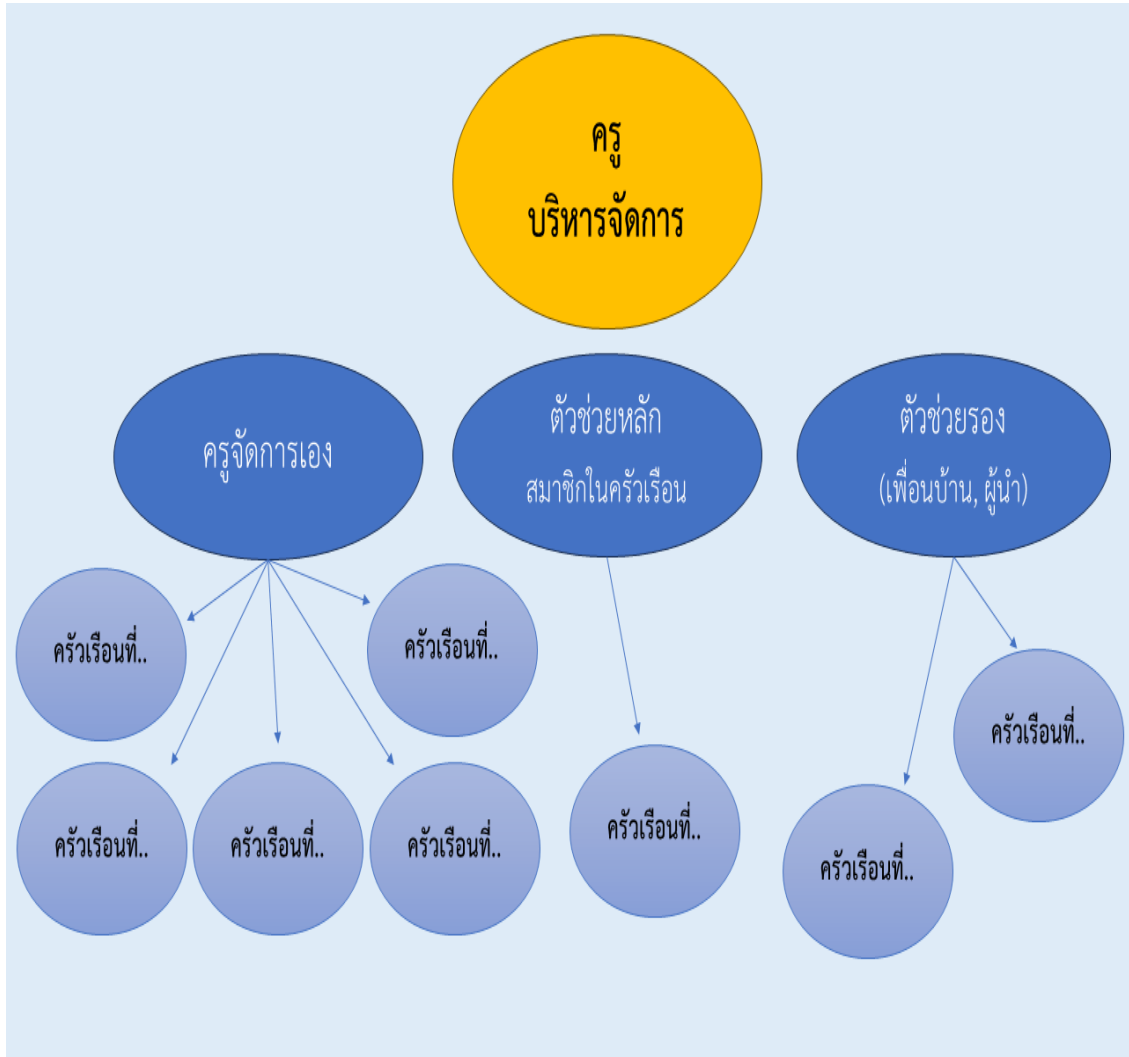 ครู
บริหารจัดการ
ครูจัดการเอง
ตัวช่วยหลัก
สมาชิกในครัวเรือน
ตัวช่วยรอง
(เพื่อนบ้าน, ผู้นำ)
ครัวเรือนที่..
ครัวเรือนที่..
ครัวเรือนที่..
ครัวเรือนที่..
ครัวเรือนที่..
ครัวเรือนที่..
ครัวเรือนที่..
ครัวเรือนที่..